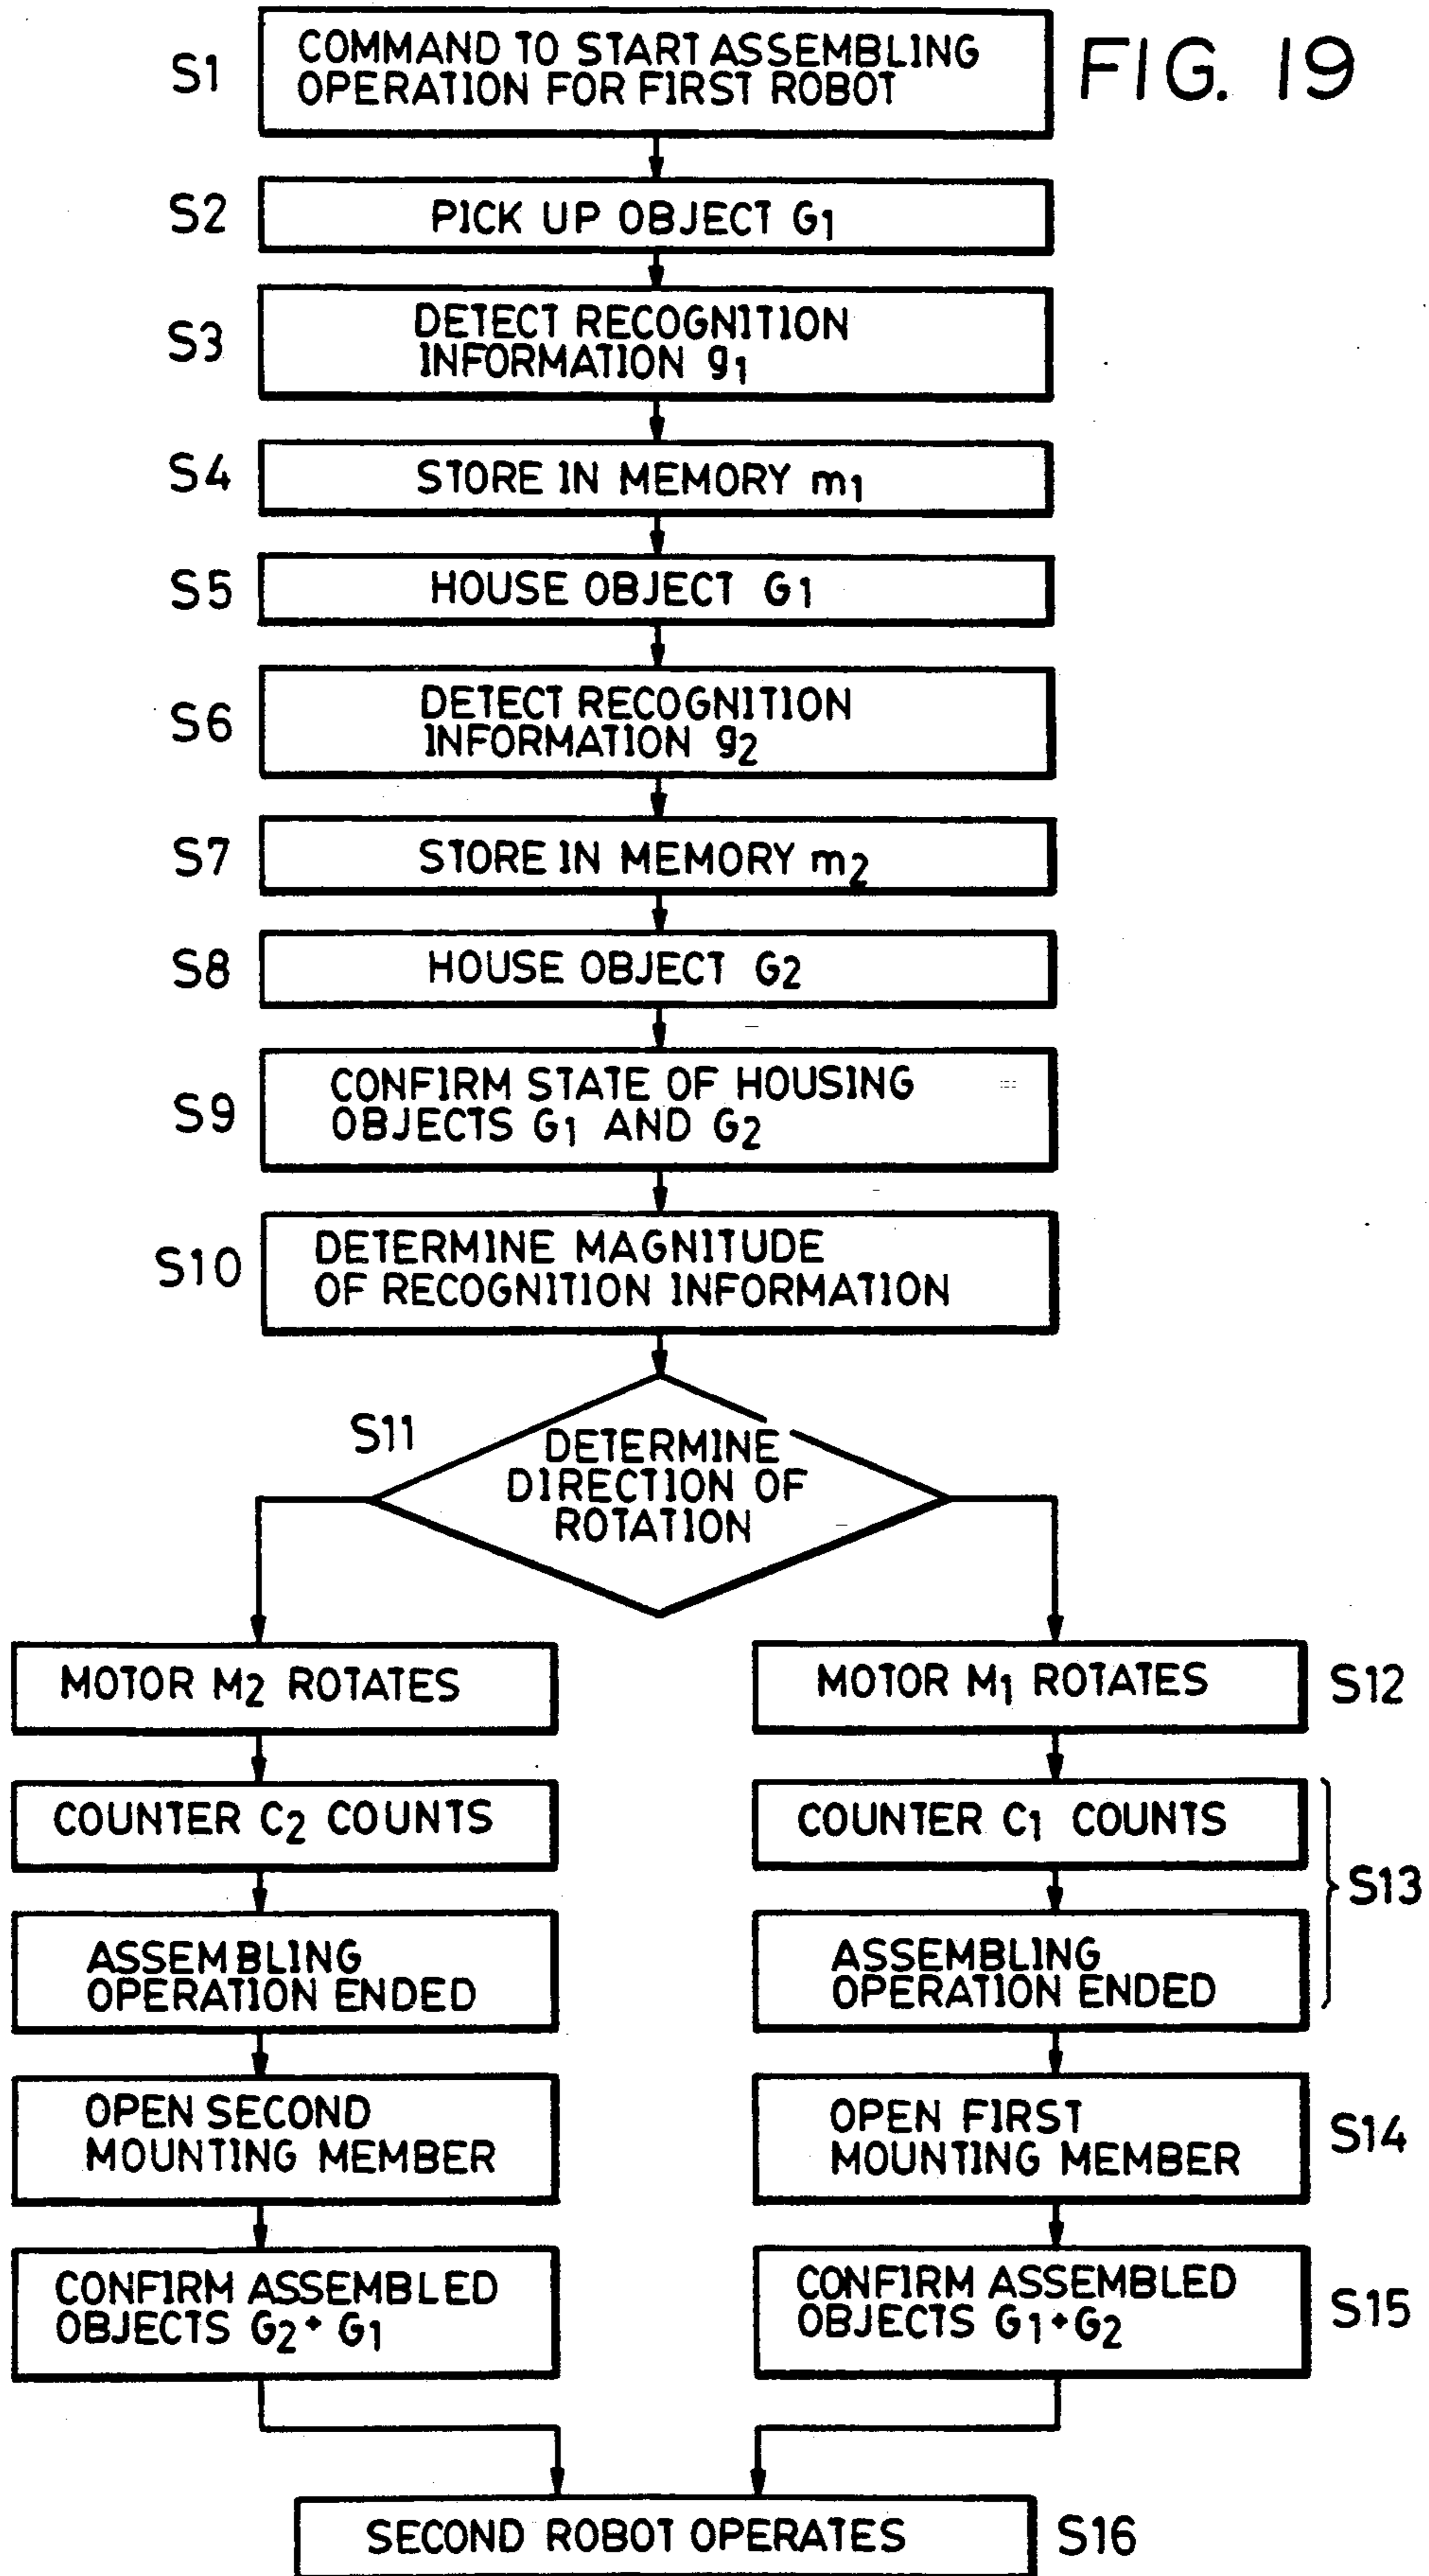 FIG. 19
S1
COMMAND TO START ASSEMBLING
OPERATION FOR FIRST ROBOT
S2
PICK UP OBJECT G1
S3
DETECT RECOGNITION
INFORMATION g1
S4
STORE IN MEMORY m1
S5
HOUSE OBJECT G1
S6
DETECT RECOGNITION
INFORMATION g2
S7
STORE IN MEMORY m2
S8
HOUSE OBJECT G2
S9
CONFIRM STATE OF HOUSING
OBJECTS G1 AND G2
S10
DETERMINE MAGNITUDE
OF RECOGNITION INFORMATION
S11
DETERMINE
DIRECTION OF
ROTATION
MOTOR M2 ROTATES
COUNTER C2 COUNTS
ASSEMBLING
OPERATION ENDED
OPEN SECOND
MOUNTING MEMBER
CONFIRM ASSEMBLED
OBJECTS G2+ G1
MOTOR M1 ROTATES
S12
COUNTER C1 COUNTS
ASSEMBLING
OPERATION ENDED
S13
OPEN FIRST
MOUNTING MEMBER
S14
CONFIRM ASSEMBLED
OBJECTS G1+G2
S15
SECOND ROBOT OPERATES
S16